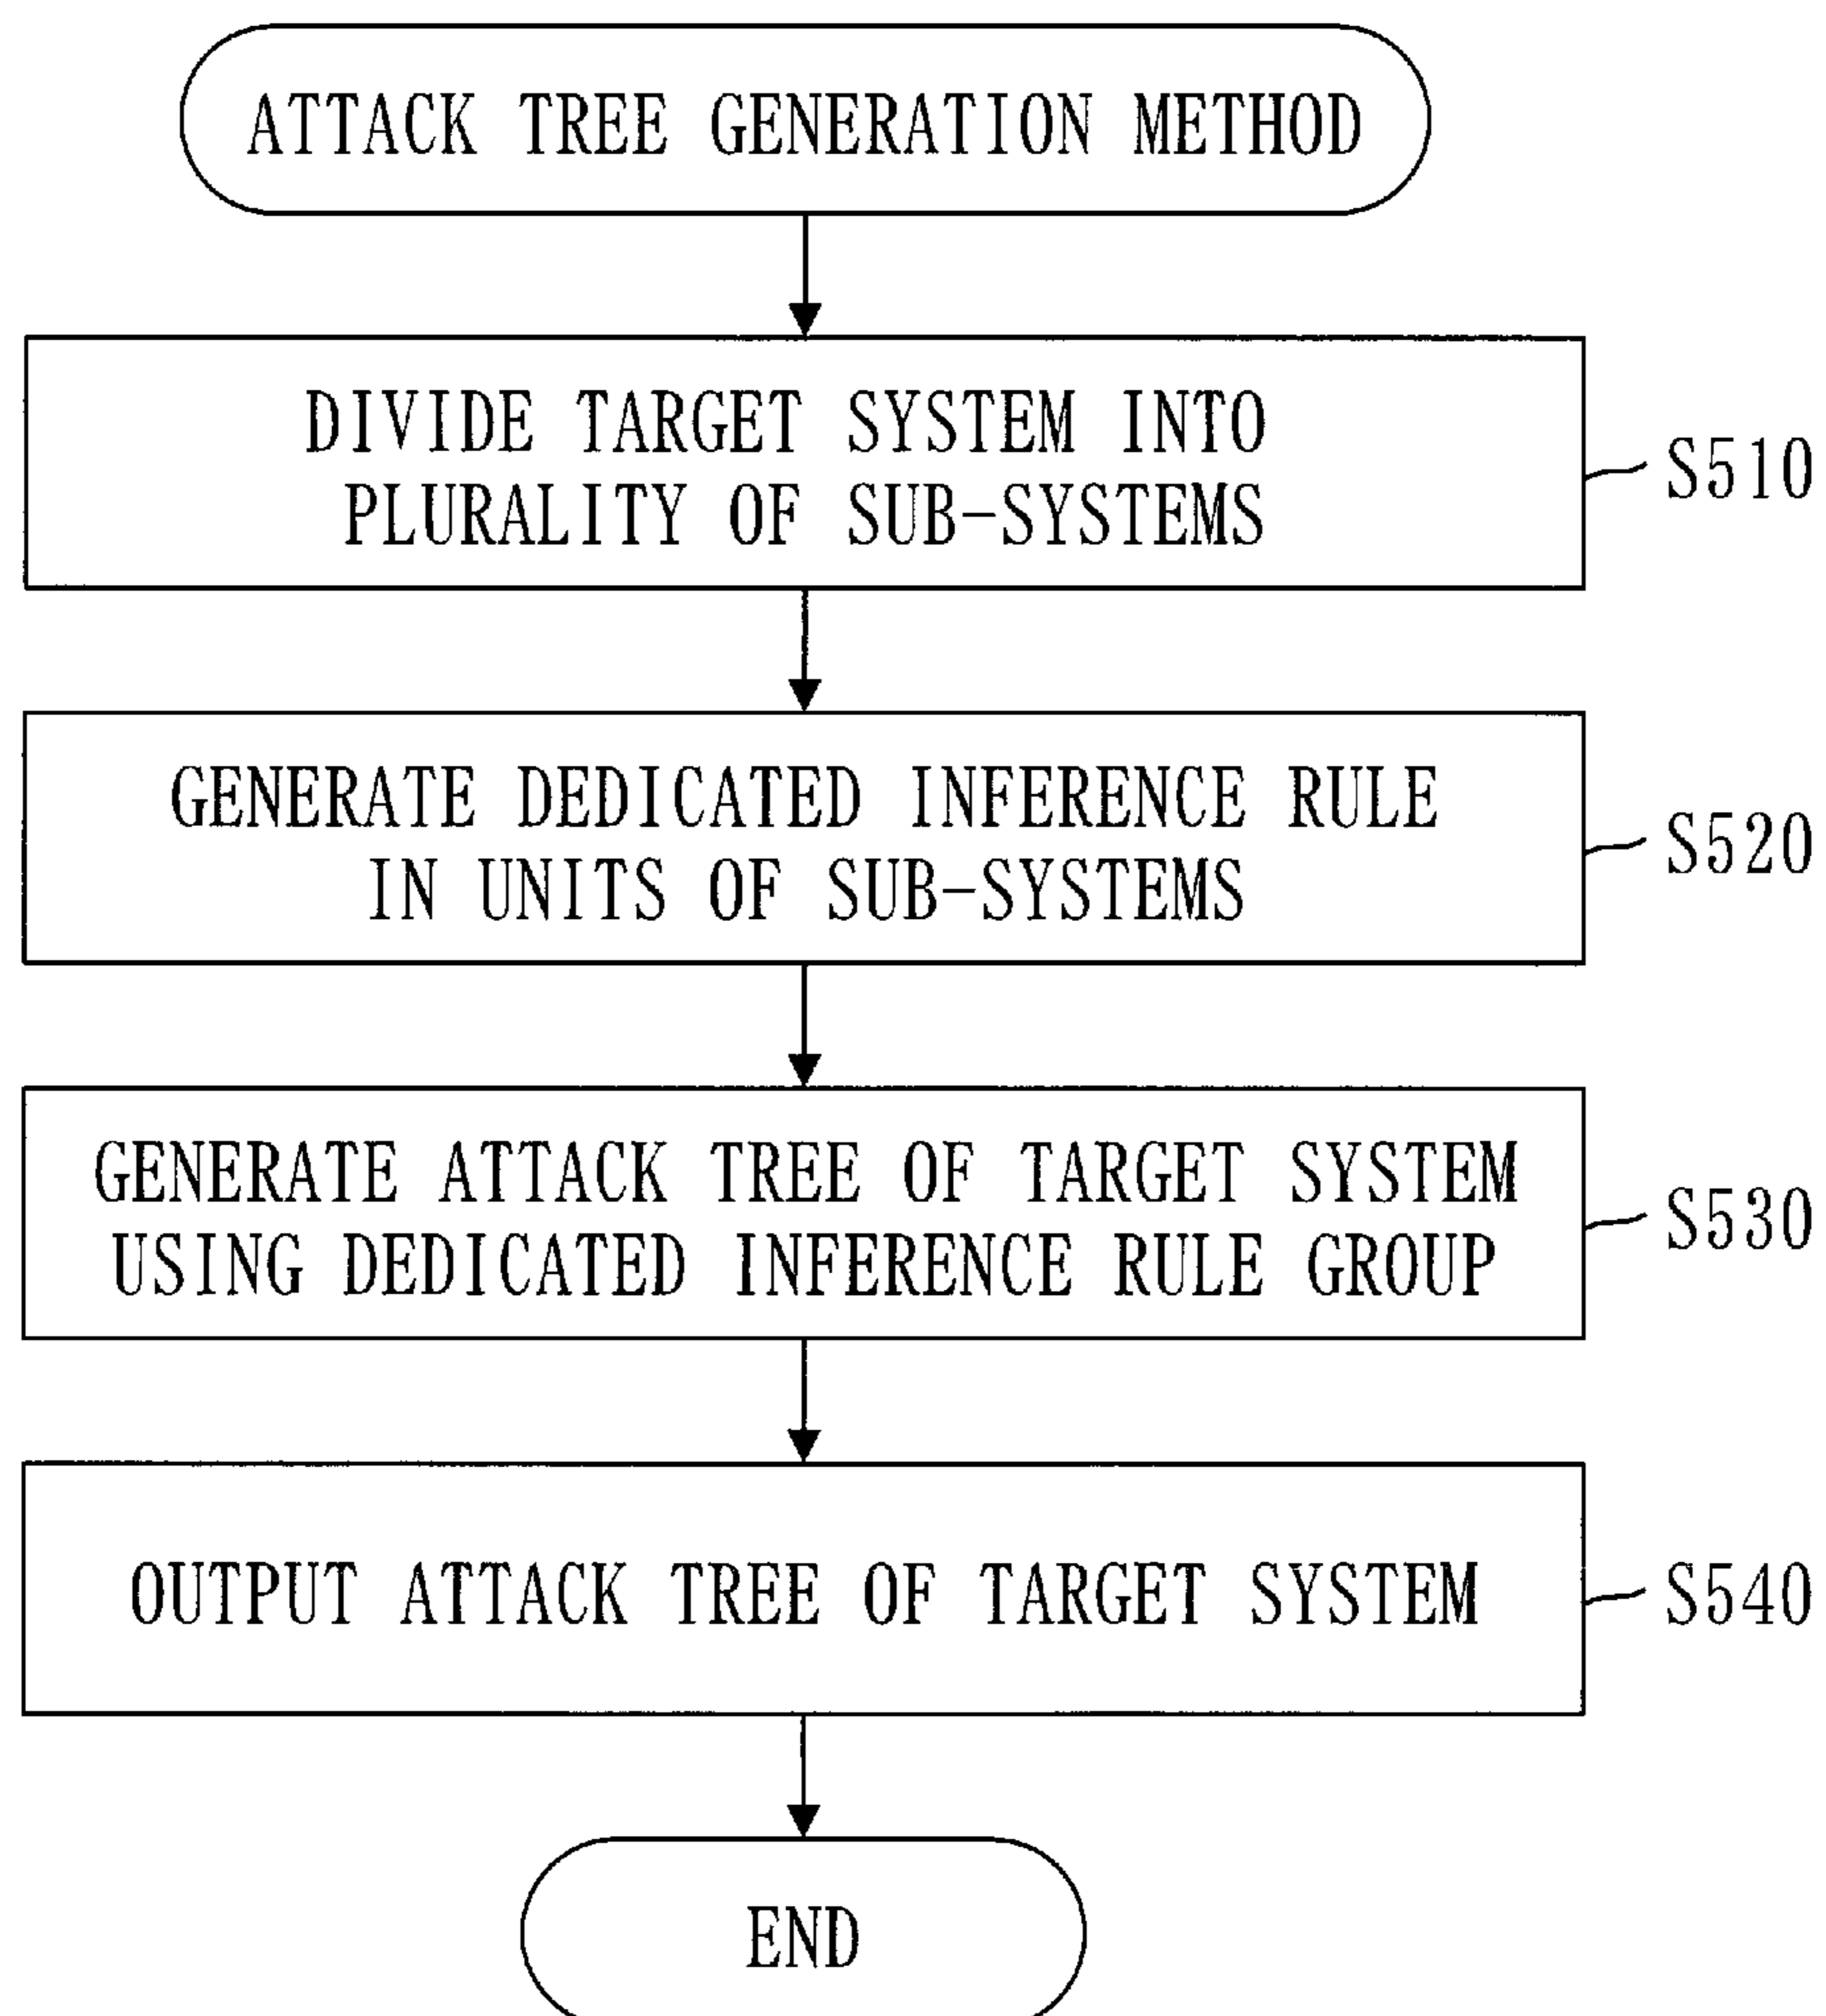 ATTACK TREE GENERATION METHOD
DIVIDE TARGET SYSTEM INTO
PLURALITY OF SUB-SYSTEMS
S510
GENERATE DEDICATED INFERENCE RULE
IN UNITS OF SUB-SYSTEMS
S520
GENERATE ATTACK TREE OF TARGET SYSTEM
USING DEDICATED INFERENCE RULE GROUP
S530
OUTPUT ATTACK TREE OF TARGET SYSTEM
S540
END